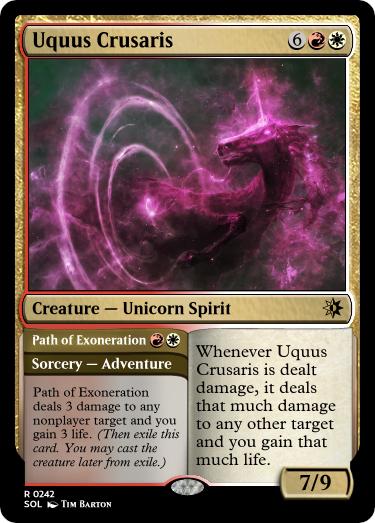 Uquus Crusaris 6
Creature — Unicorn Spirit
Path of Exoneration
Sorcery — Adventure
Path of Exoneration
deals 3 damage to any
nonplayer target and you
gain 3 life. (Then exile this
card. You may cast the
creature later from exile.)
Whenever Uquus
Crusaris is dealt
damage, it deals
that much damage
to any other target
and you gain that
much life.
7/9
R 0242
SOL Tim Barton